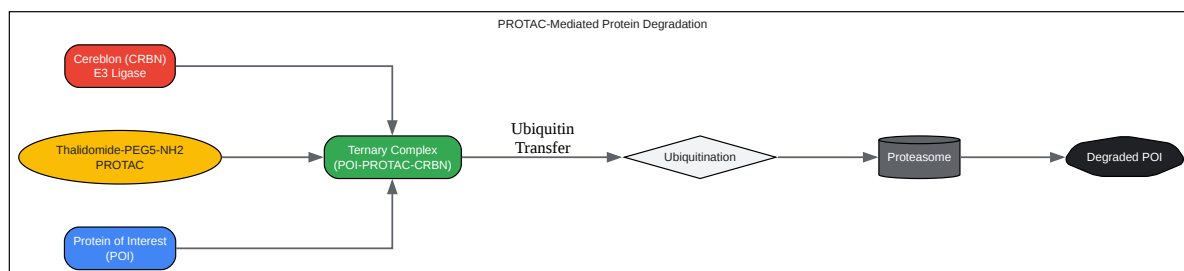 PROTAC-Mediated Protein Degradation
Cereblon (CRBN)
E3 Ligase
Thalidomide-PEG5-NH2
PROTAC
Protein of Interest
(POI)
Ternary Complex
(POI-PROTAC-CRBN)
Ubiquitin
Transfer
Ubiquitination
Proteasome
Degraded POI